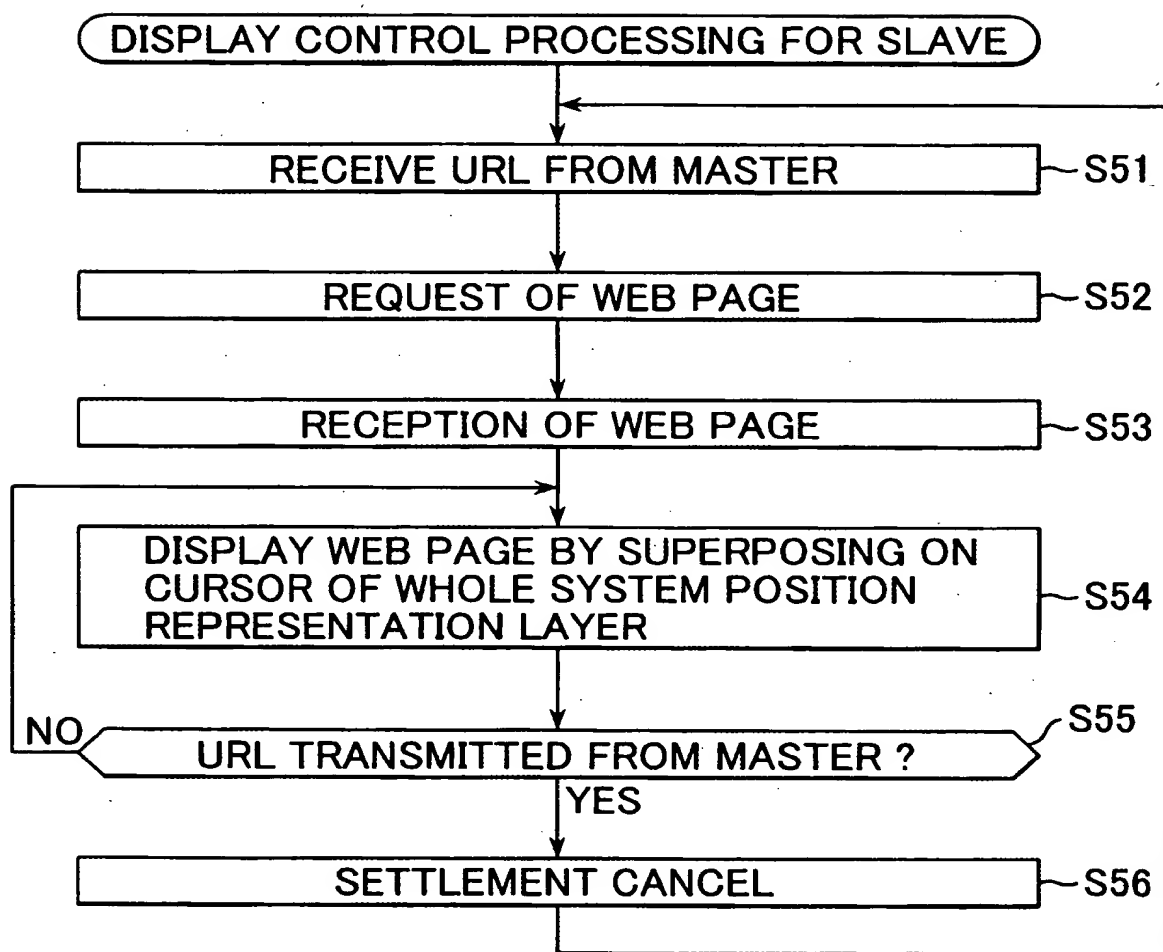 DISPLAY CONTROL PROCESSING FOR SLAVE
RECEIVE URL FROM MASTER
S51
REQUEST OF WEB PAGE
S52
RECEPTION OF WEB PAGE
S53
DISPLAY WEB PAGE BY SUPERPOSING ON
CURSOR OF WHOLE SYSTEM POSITION
REPRESENTATION LAYER
S54
NO
URL TRANSMITTED FROM MASTER ?
S55
YES
SETTLEMENT CANCEL
S56